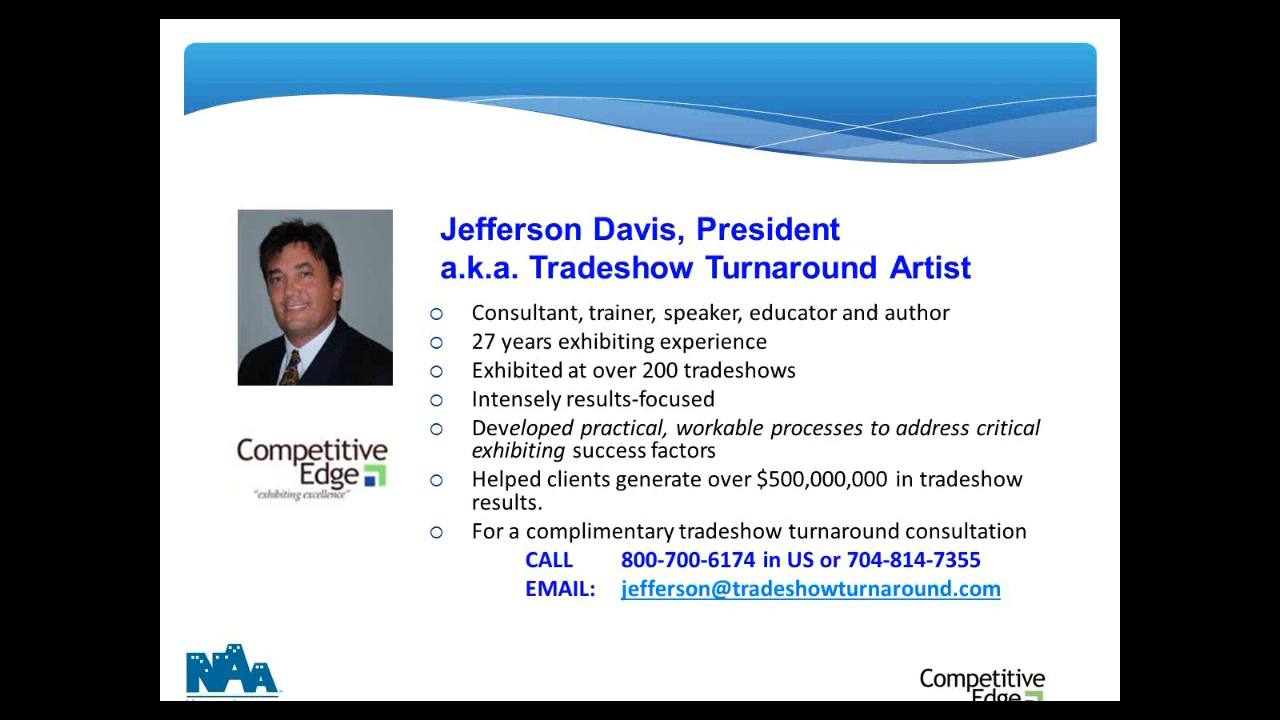 Jefferson Davis, President
a.k.a. Tradeshow Turnaround Artist
Consultant, trainer, speaker, educator and author
27 years exhibiting experience
Exhibited at over 200 tradeshows
Intensely results-focused
Developed practical, workable processes to address critical
exhibiting success factors
Helped clients generate over $500,000,000 in tradeshow
results.
For a complimentary tradeshow turnaround consultation
CALL 800-700-6174 in US or 704-814-7355
EMAIL: jefferson@tradeshowturnaround.com
Competitive
Edge
"exhibiting excellence"
NAA
Competitive
Edge